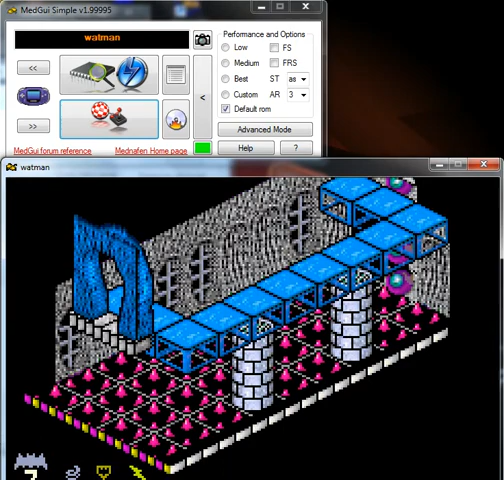 MedGui Simple v1.99995
watman
<<
>>
MedGui forum reference
Mednafen Home page
<
Performance and Options
Low
FS
Medium
FRS
Best
ST
as
Custom
AR
3
Default rom
Advanced Mode
Help
?
watman
7